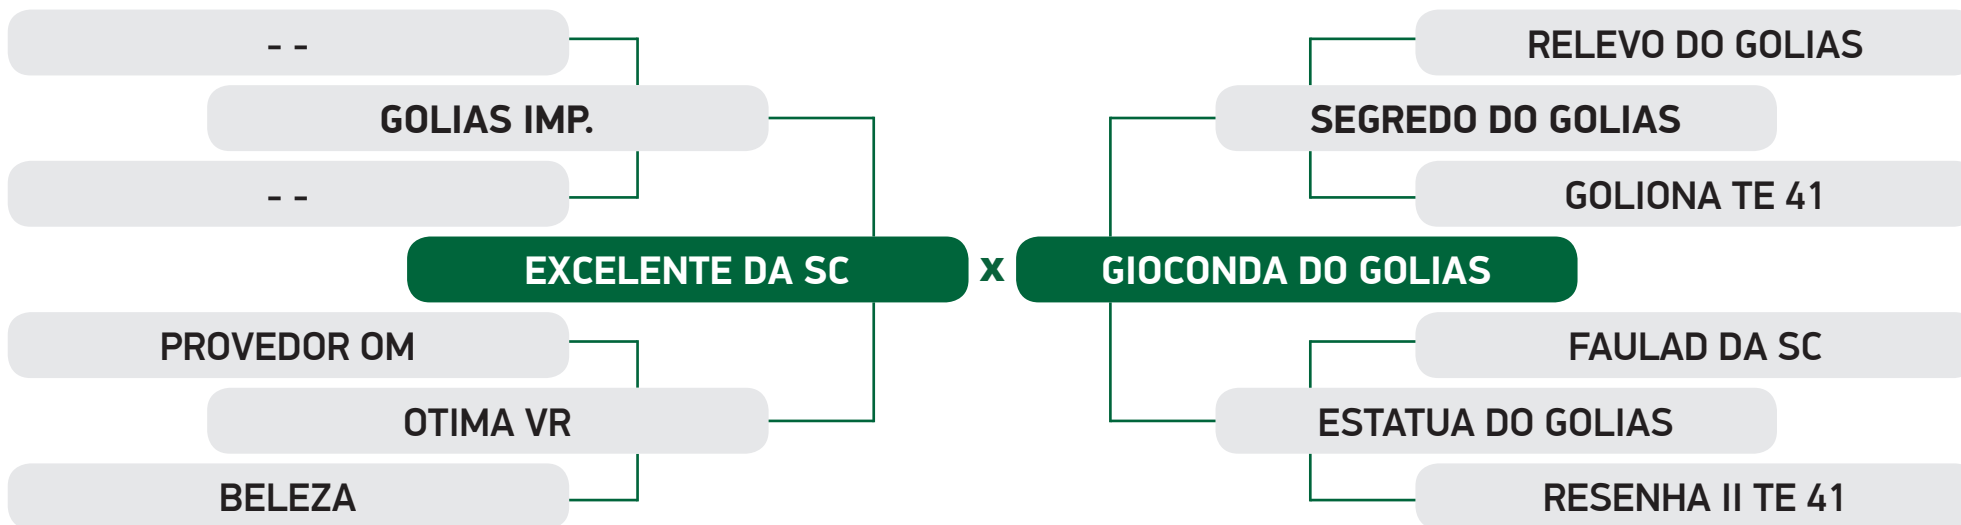 - -
RELEVO DO GOLIAS
GOLIAS IMP.
SEGREDO DO GOLIAS
- -
GOLIONA TE 41
EXCELENTE DA SC x GIOCONDA DO GOLIAS
PROVEDOR OM
FAULAD DA SC
OTIMA VR
ESTATUA DO GOLIAS
BELEZA
RESENHA II TE 41